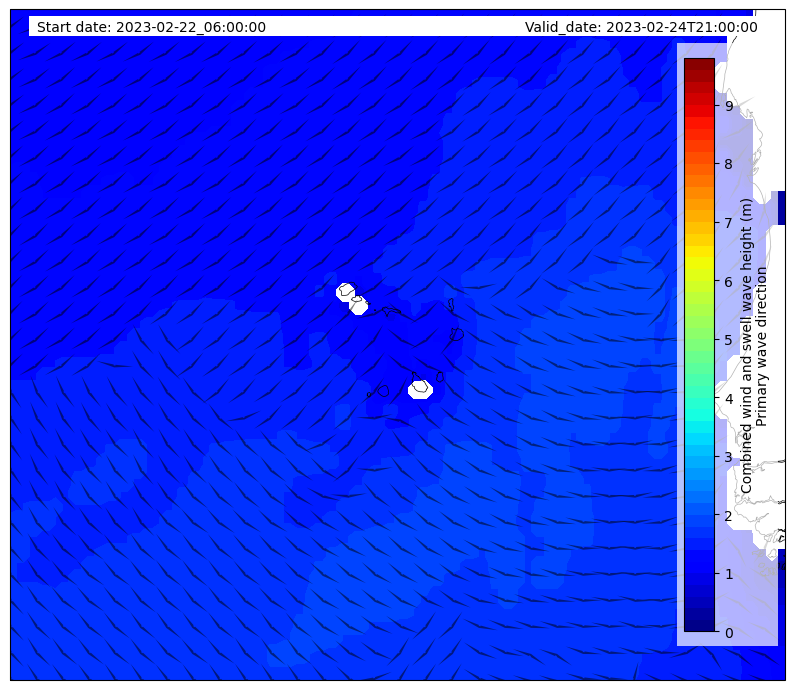 Start date: 2023-02-22_06:00:00
Valid_date: 2023-02-24T21:00:00
9
8
7
6
5
4
3
2
1
0
Combined wind and swell wave height (m)
Primary wave direction